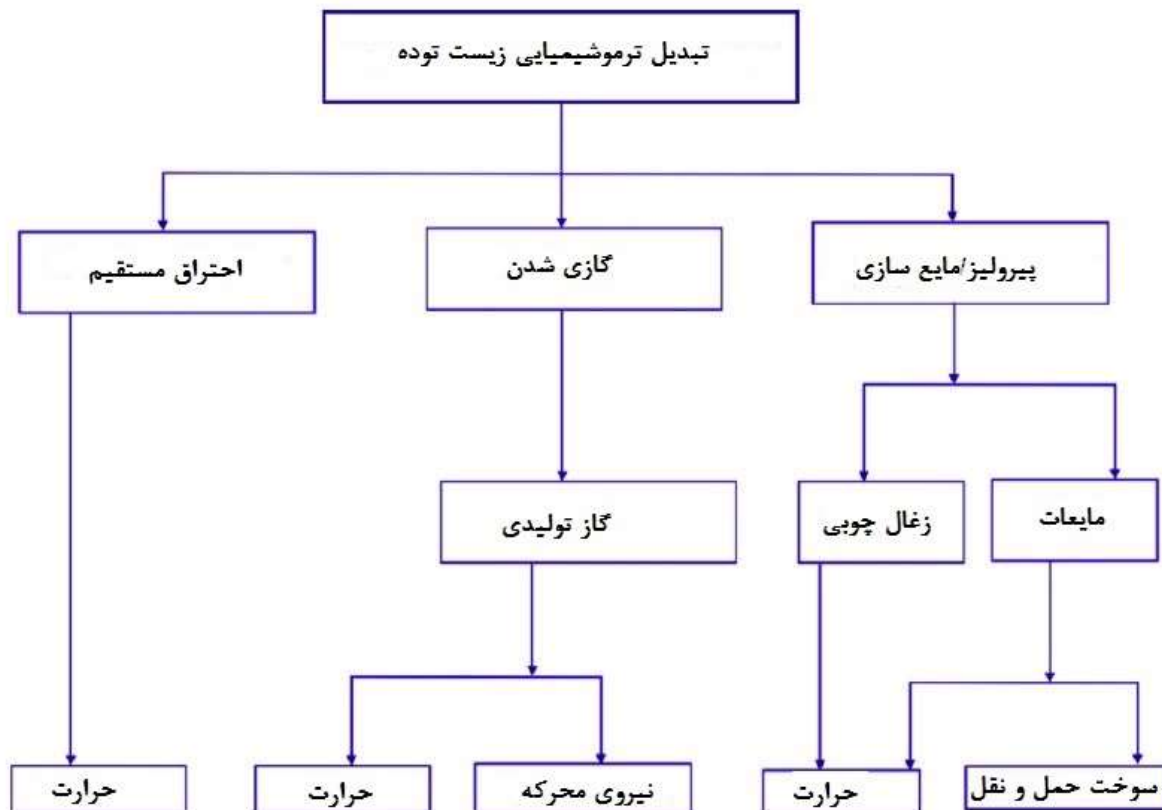 تبدیل ترموشیمیایی زیست توده
پیرولیز/مایع سازی
گازی شدن
احتراق مستقیم
مایعات
زغال چوبی
گاز تولیدی
سوخت حمل و نقل
حرارت
نیروی محرکه
حرارت
حرارت